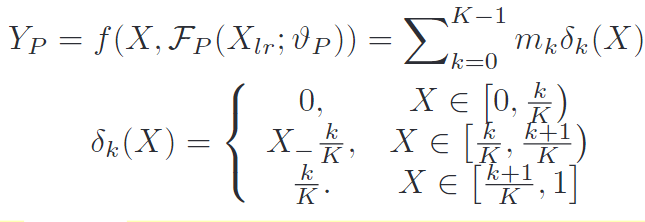 Y_P = f(X, \mathcal{F}_P(X_{lr}; \vartheta_P)) = \sum_{k=0}^{K-1} m_k \delta_k(X)
\delta_k(X) = \begin{cases} 0, & X \in [0, \frac{k}{K}) \\ X_- \frac{k}{K}, & X \in [\frac{k}{K}, \frac{k+1}{K}) \\ \frac{k}{K}. & X \in [\frac{k+1}{K}, 1] \end{cases}